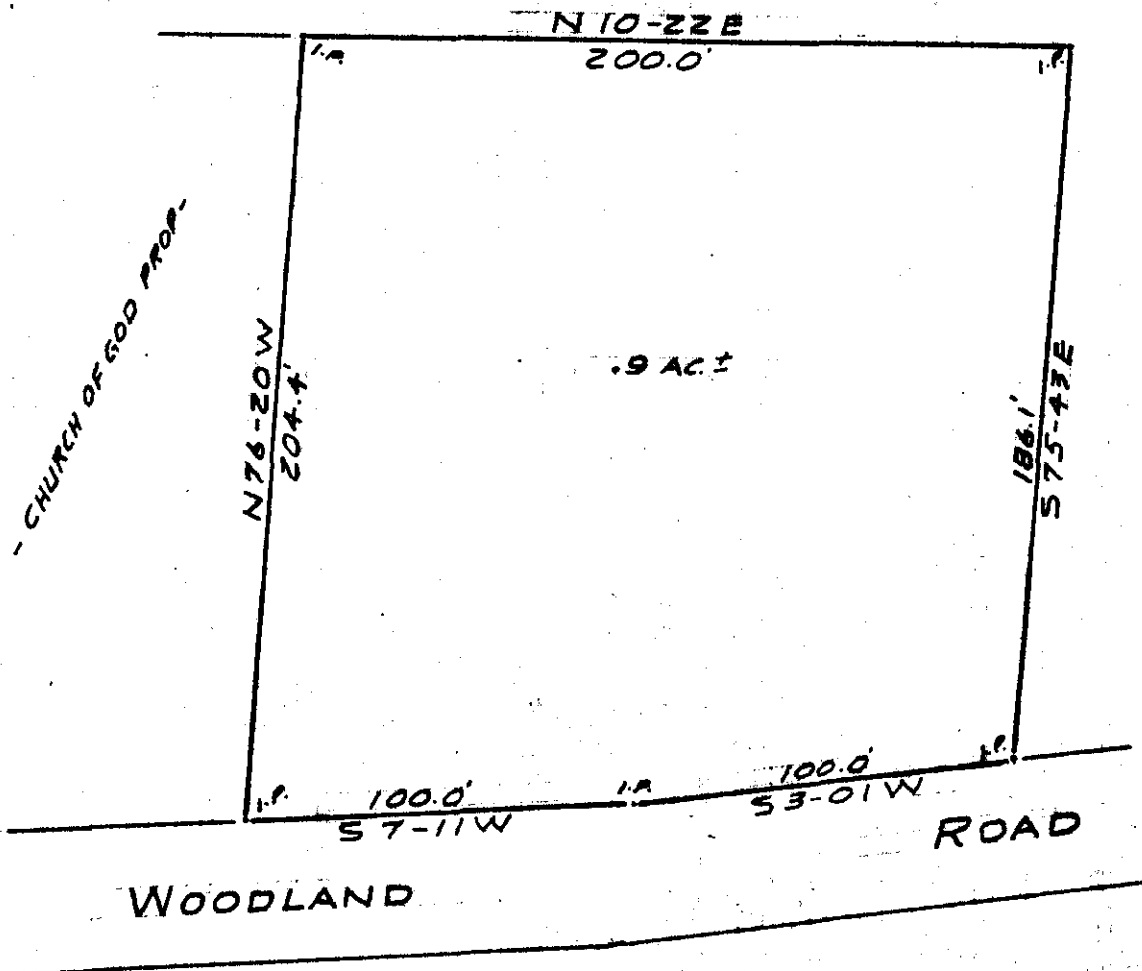 N 10-22 E
200.0'
I.P.
I.P.
- CHURCH OF GOD PROP. -
N 76-20 W
204.4'
.9 AC. ±
186.1'
S 75-43 E
I.P.
100.0'
S 7-11 W
I.P.
100.0'
S 3-01 W
I.P.
WOODLAND ROAD